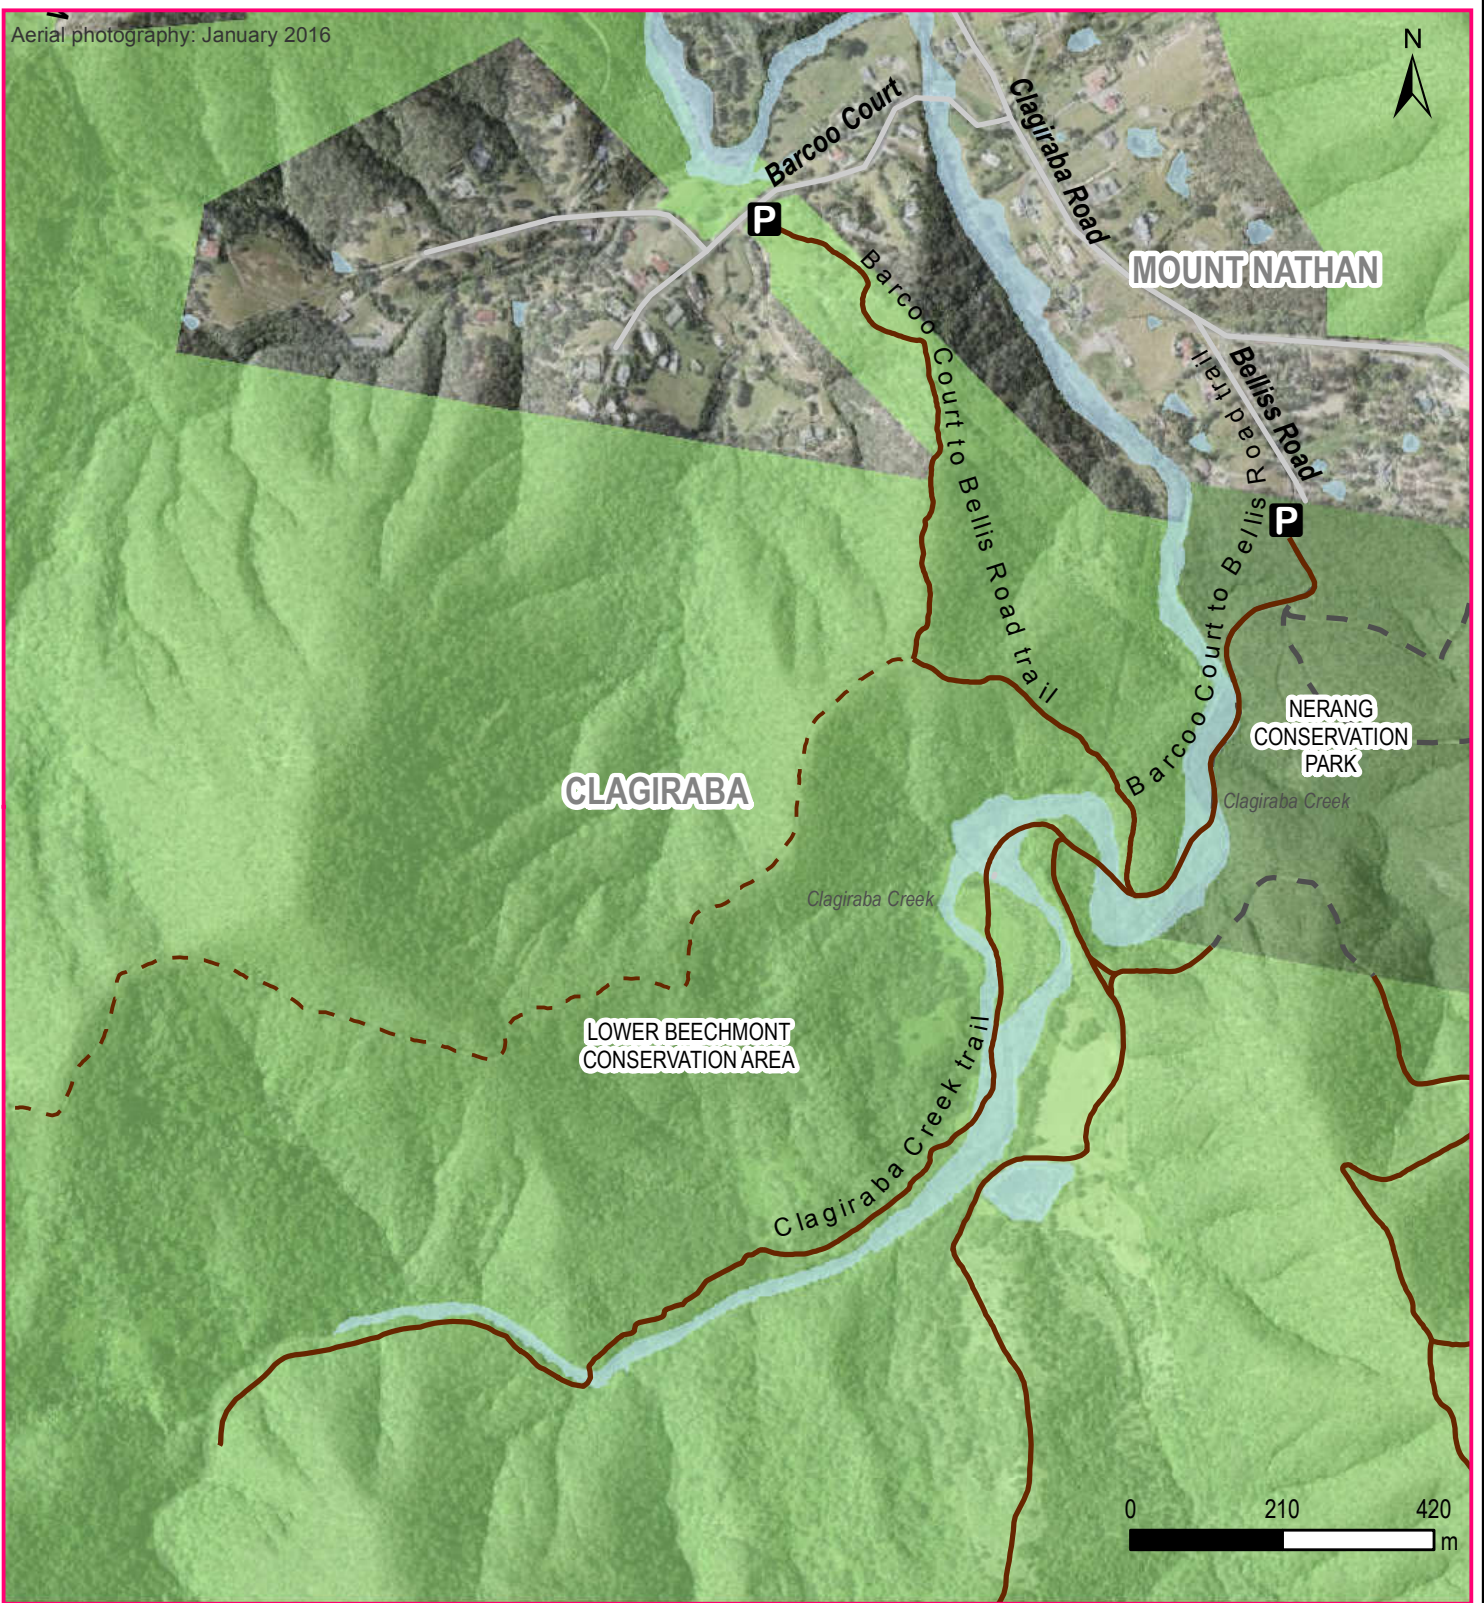 Aerial photography: January 2016
N
Barcoo Court
Clagiraba Road
P
MOUNT NATHAN
Barcoo Court to Bellis Road trail
Belliss Road
Barcoo Court to Bellis Road trail
P
NERANG
CONSERVATION
PARK
CLAGIRABA
Clagiraba Creek
Clagiraba Creek
LOWER BEECHMONT
CONSERVATION AREA
Clagiraba Creek trail
0 210 420
m